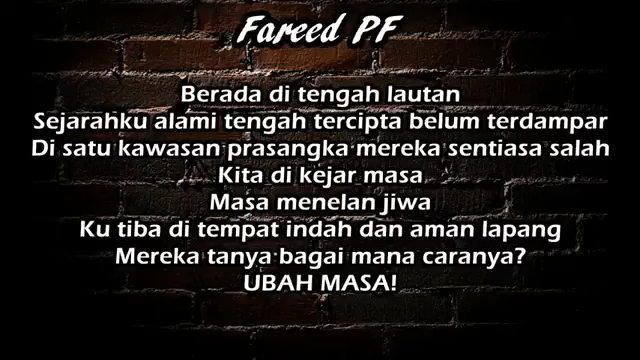 Fareed PF
Berada di tengah lautan
Sejarahku alami tengah tercipta belum terdampar
Di satu kawasan prasangka mereka sentiasa salah
Kita di kejar masa
Masa menelan jiwa
Ku tiba di tempat indah dan aman lapang
Mereka tanya bagai mana caranya?
UBAH MASA!